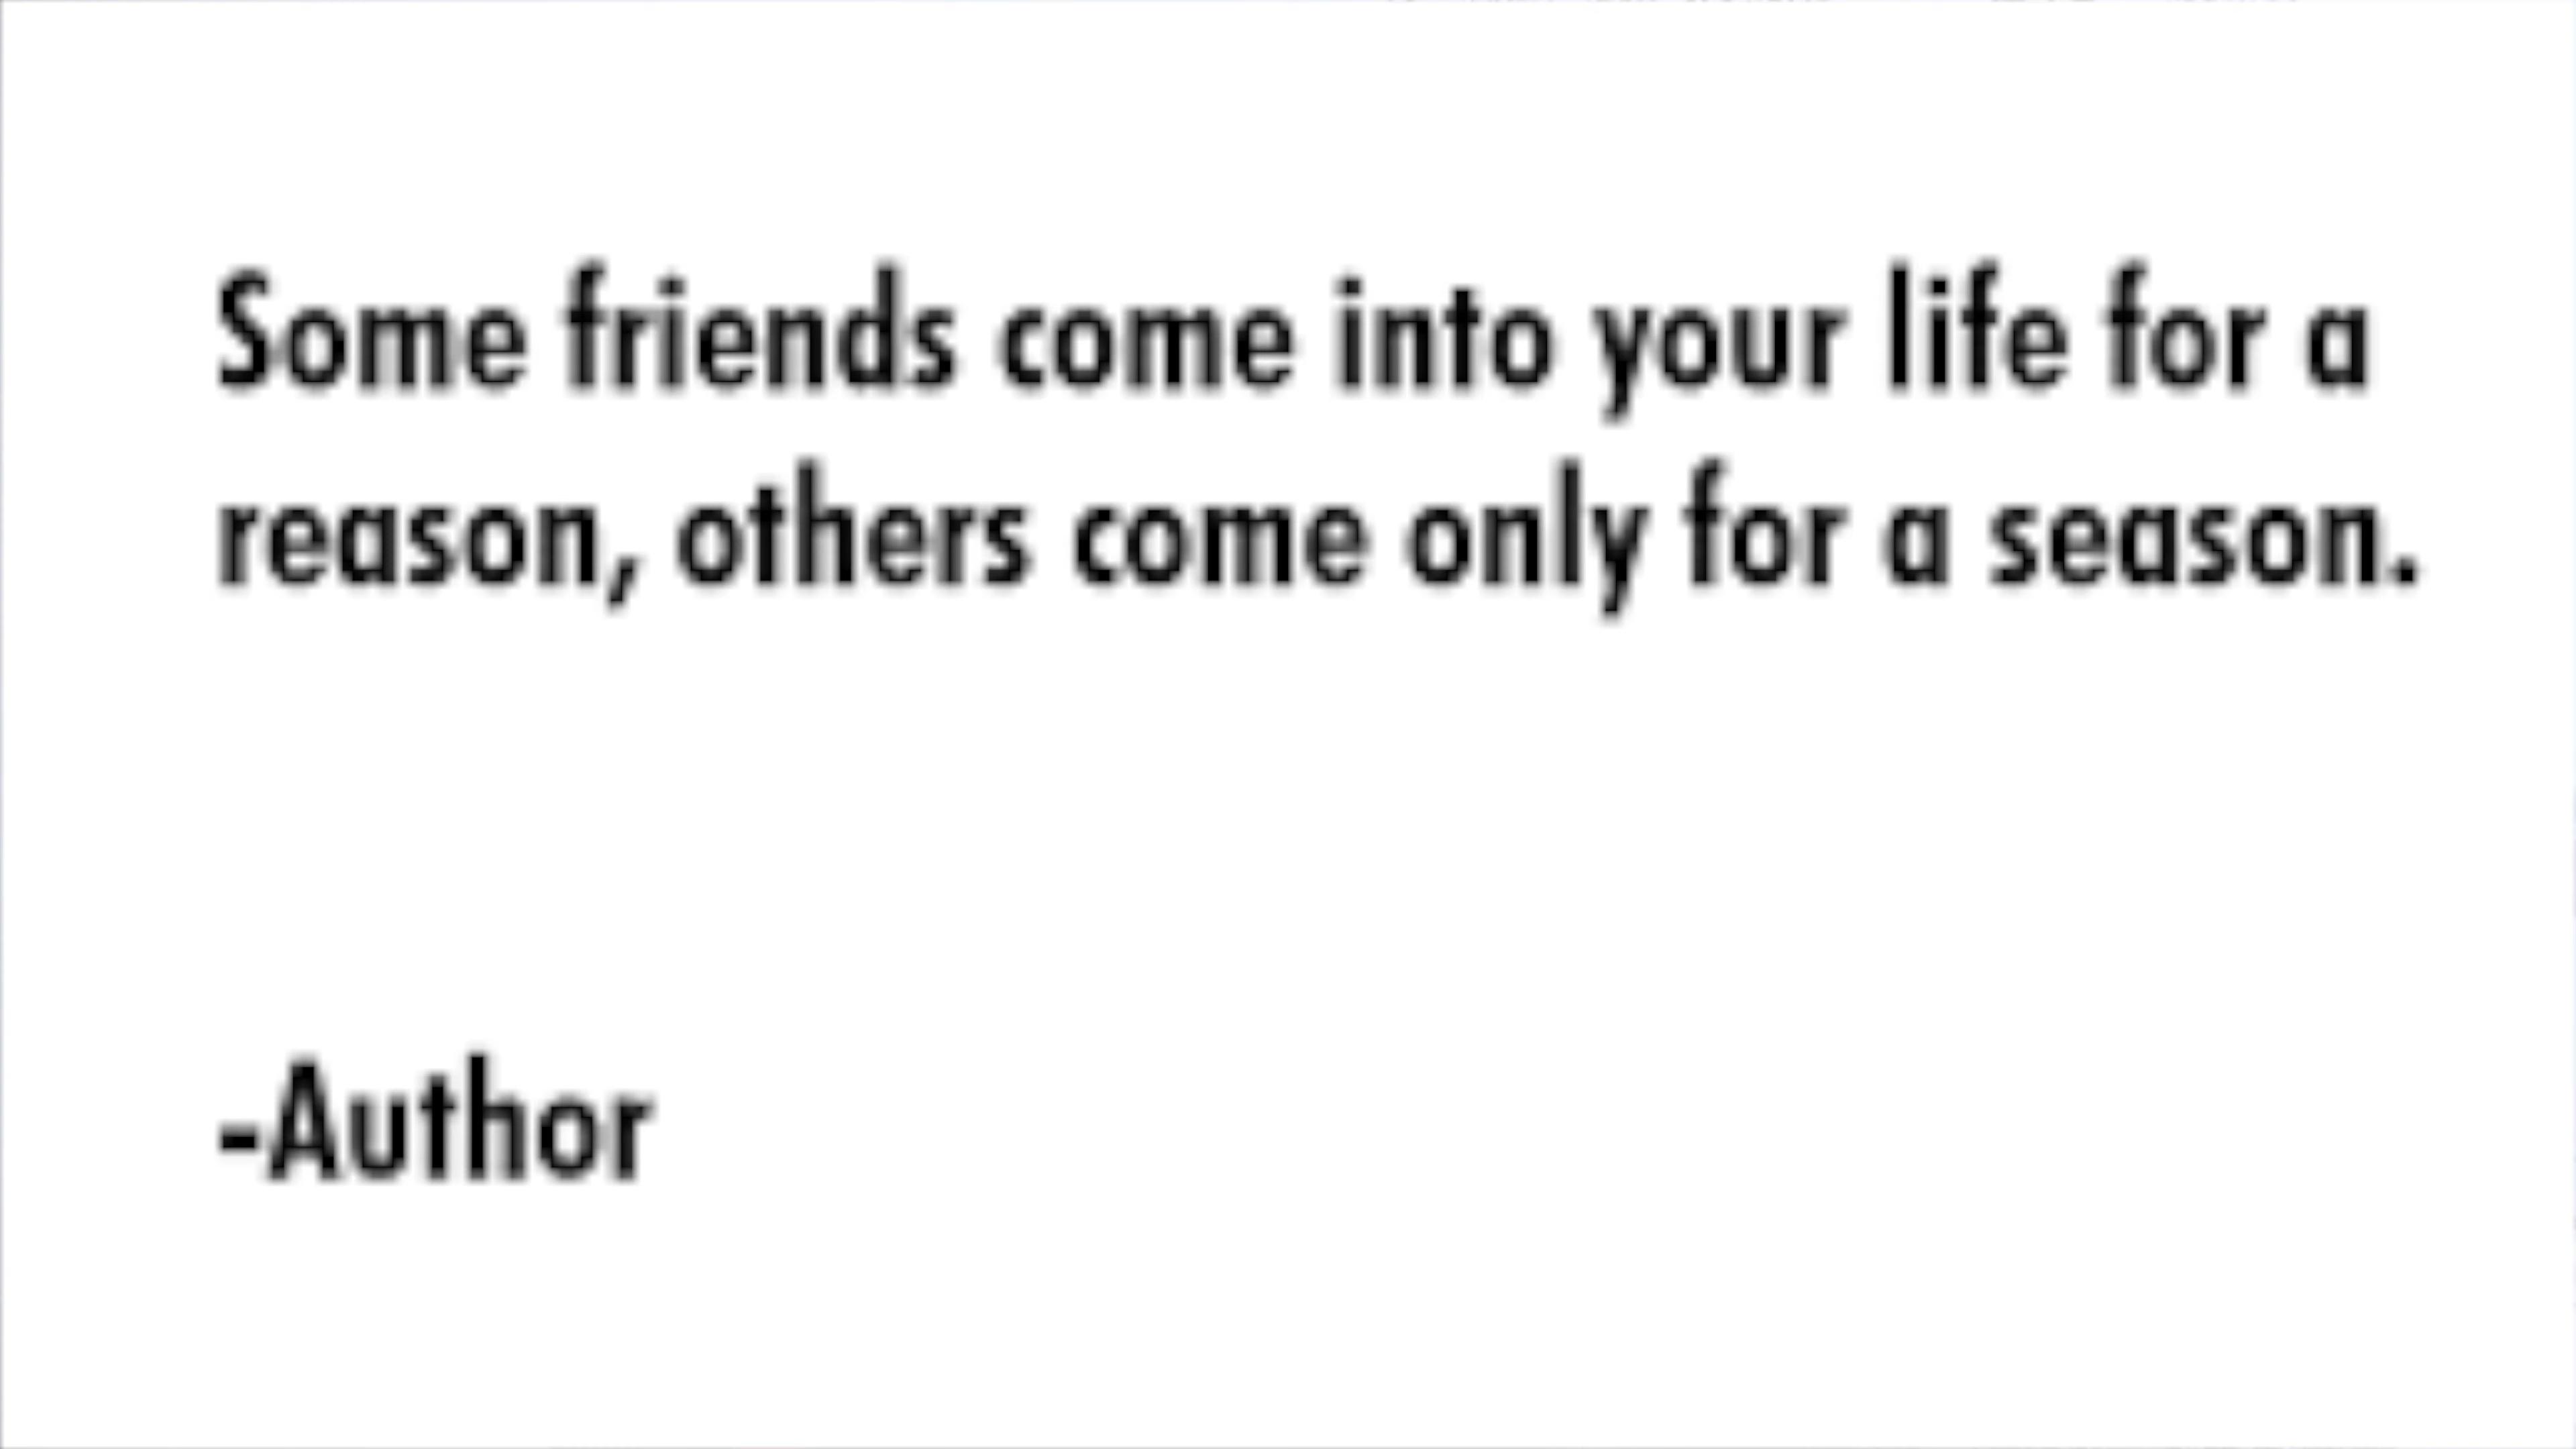 Some friends come into your life for a
reason, others come only for a season.
-Author